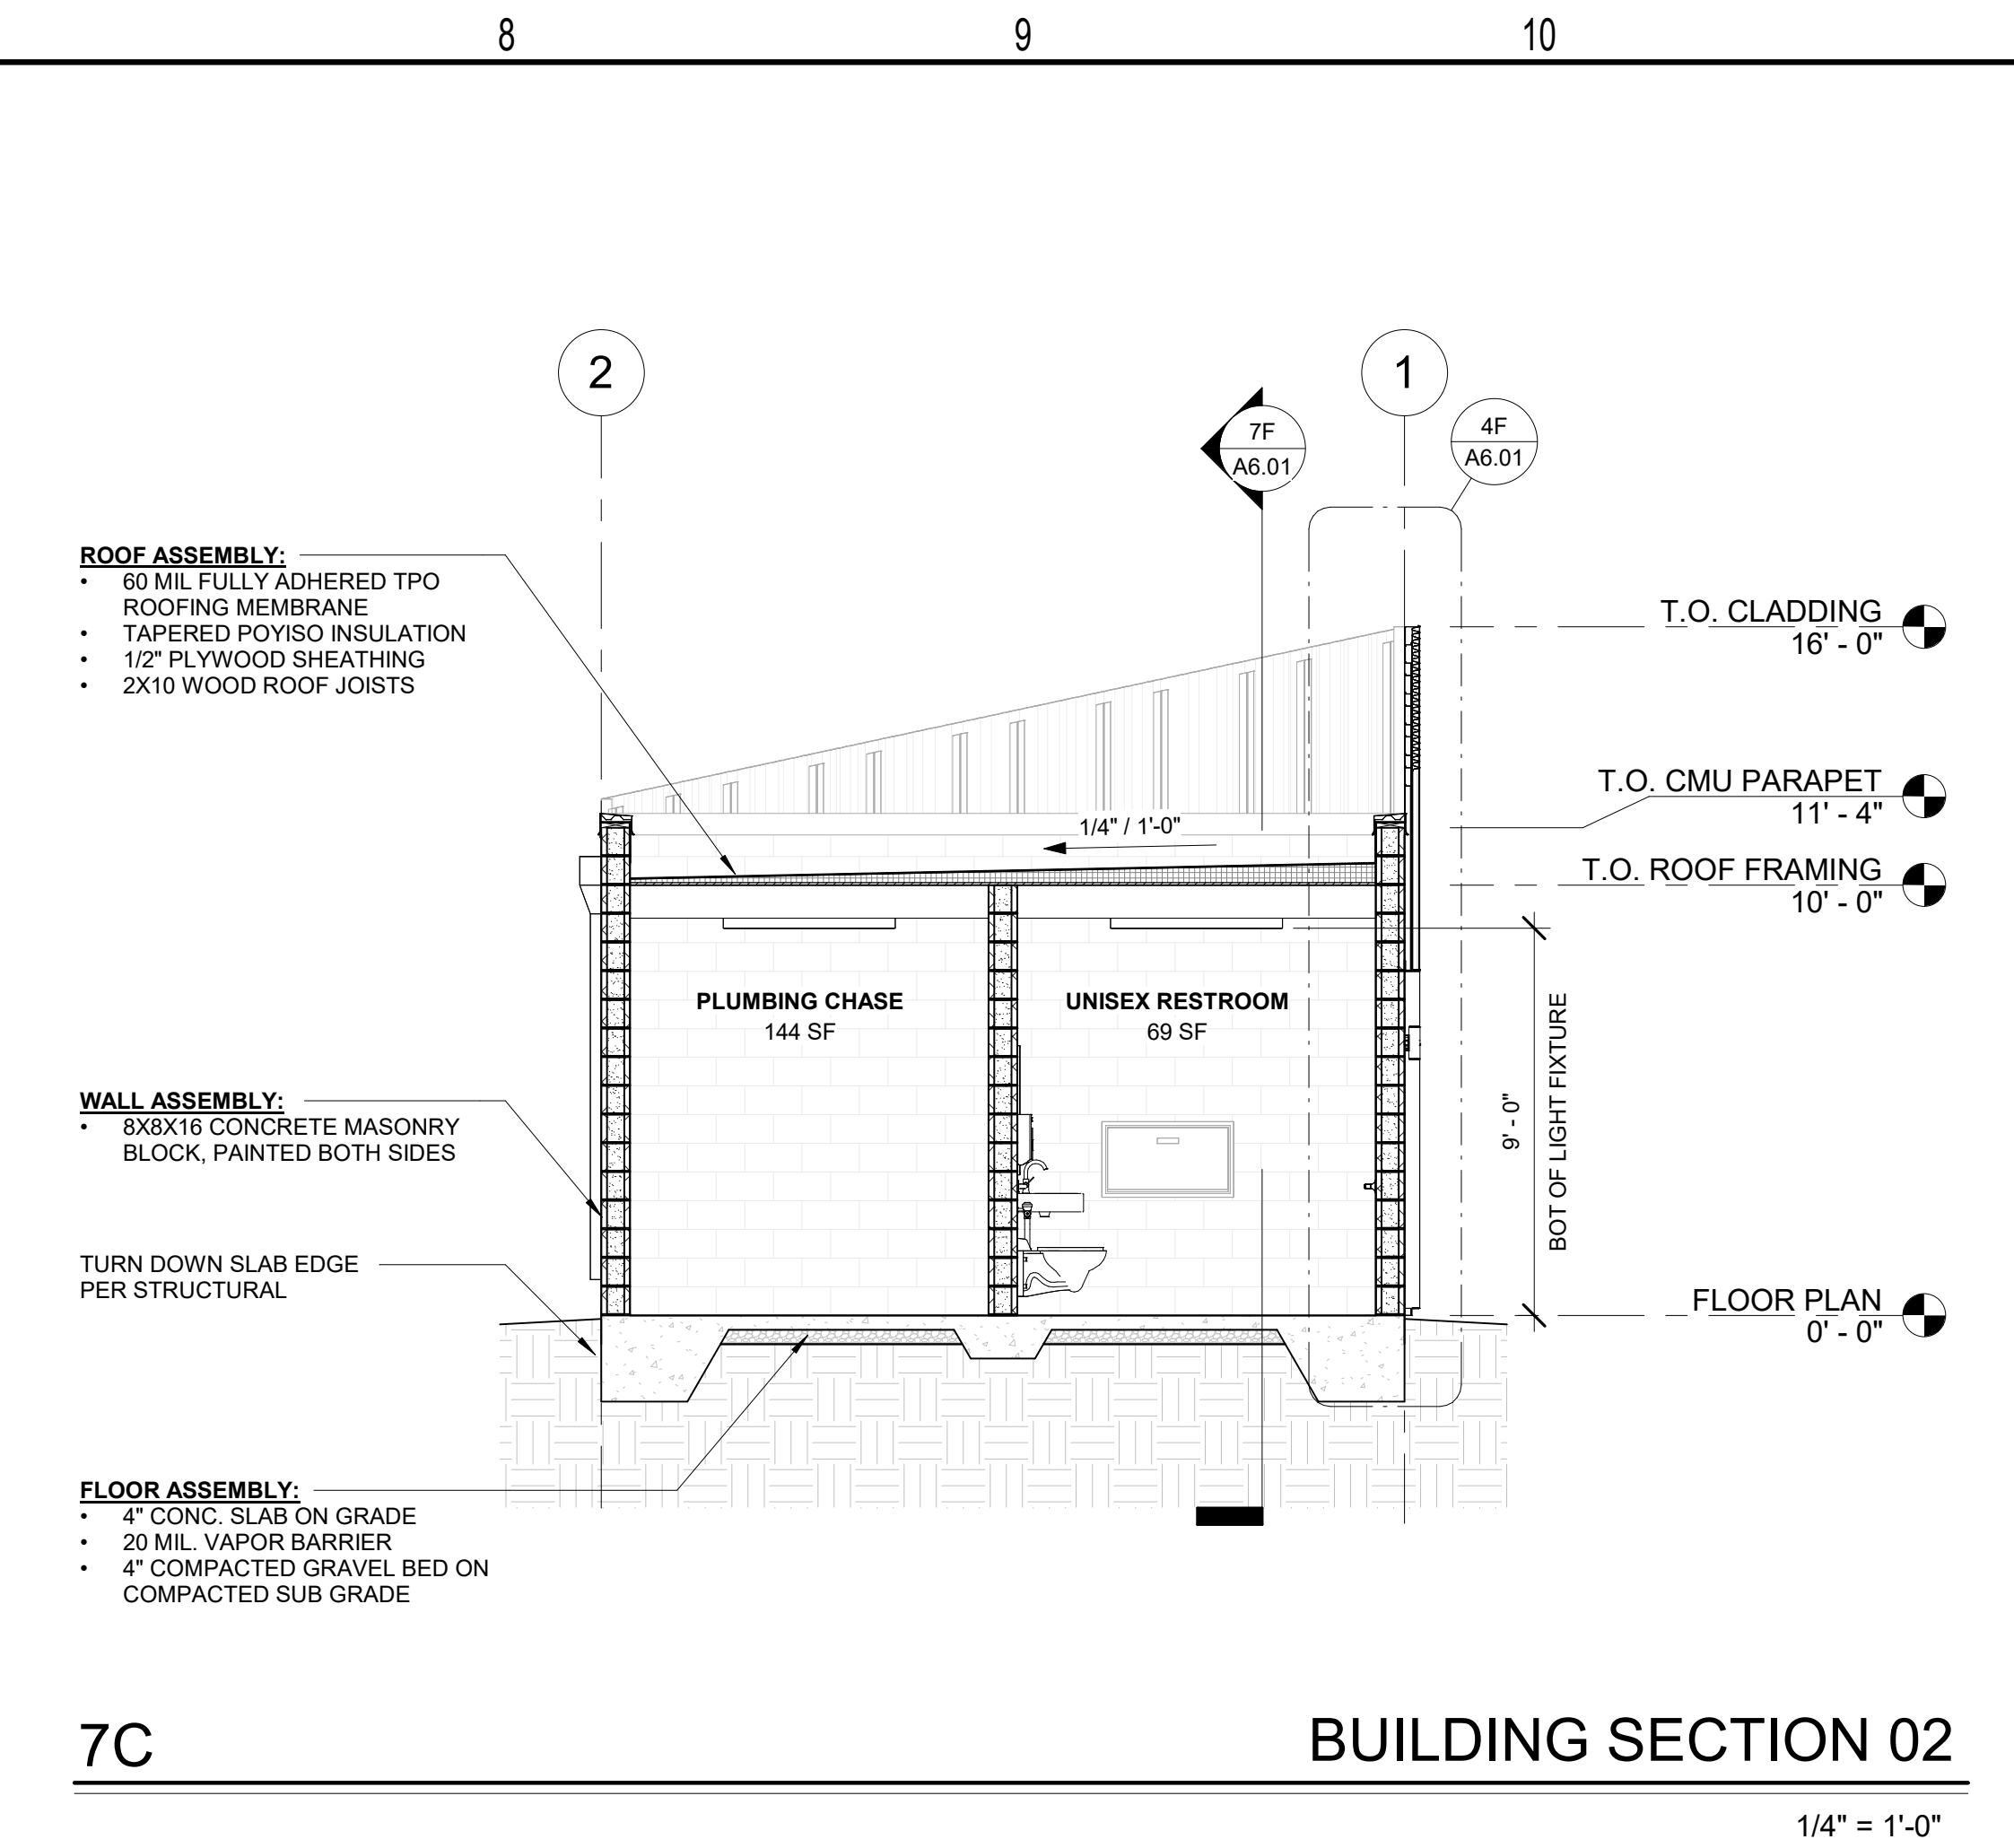 8
9
10
2
1
7F
A6.01
4F
A6.01
ROOF ASSEMBLY:
• 60 MIL FULLY ADHERED TPO
ROOFING MEMBRANE
• TAPERED POYISO INSULATION
• 1/2" PLYWOOD SHEATHING
• 2X10 WOOD ROOF JOISTS
T.O. CLADDING
16' - 0"
T.O. CMU PARAPET
11' - 4"
1/4" / 1'-0"
T.O. ROOF FRAMING
10' - 0"
PLUMBING CHASE
144 SF
UNISEX RESTROOM
69 SF
9' - 0"
BOT OF LIGHT FIXTURE
WALL ASSEMBLY:
• 8X8X16 CONCRETE MASONRY
BLOCK, PAINTED BOTH SIDES
TURN DOWN SLAB EDGE
PER STRUCTURAL
FLOOR PLAN
0' - 0"
FLOOR ASSEMBLY:
• 4" CONC. SLAB ON GRADE
• 20 MIL. VAPOR BARRIER
• 4" COMPACTED GRAVEL BED ON
COMPACTED SUB GRADE
7C
BUILDING SECTION 02
1/4" = 1'-0"